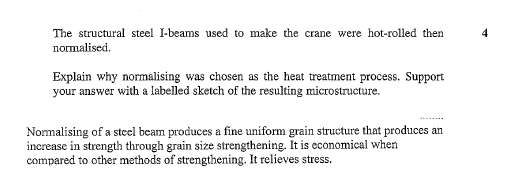 The structural steel I-beams used to make the crane were hot-rolled then 4
normalised.
Explain why normalising was chosen as the heat treatment process. Support
your answer with a labelled sketch of the resulting microstructure.
........
Normalising of a steel beam produces a fine uniform grain structure that produces an
increase in strength through grain size strengthening. It is economical when
compared to other methods of strengthening. It relieves stress.